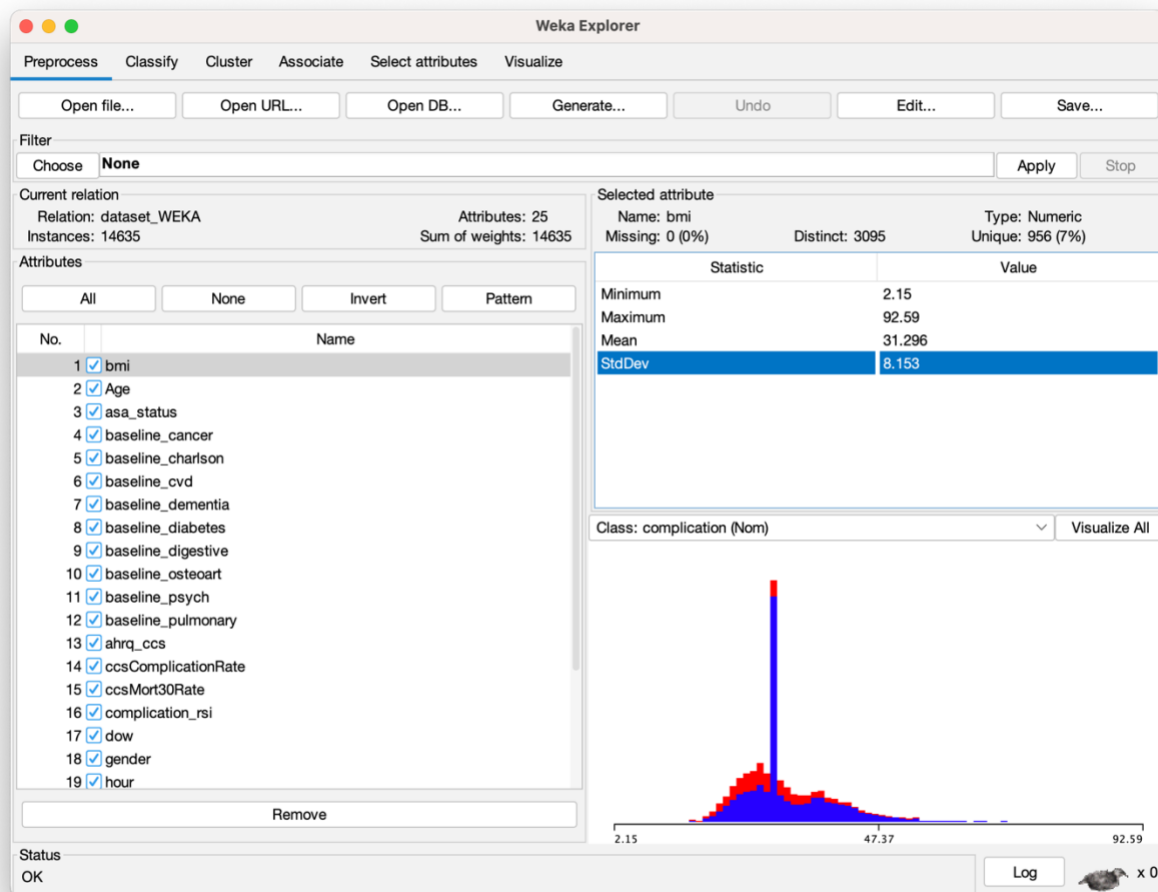 Weka Explorer
Preprocess Classify Cluster Associate Select attributes Visualize
Open file... Open URL... Open DB... Generate... Undo Edit... Save...
Filter
Choose None Apply Stop
Current relation
Relation: dataset_WEKA Attributes: 25
Instances: 14635 Sum of weights: 14635
Attributes
All None Invert Pattern
No. Name
1 bmi
2 Age
3 asa_status
4 baseline_cancer
5 baseline_charlson
6 baseline_cvd
7 baseline_dementia
8 baseline_diabetes
9 baseline_digestive
10 baseline_osteoart
11 baseline_psych
12 baseline_pulmonary
13 ahrq_ccs
14 ccsComplicationRate
15 ccsMort30Rate
16 complication_rsi
17 dow
18 gender
19 hour
Remove
Selected attribute
Name: bmi Type: Numeric
Missing: 0 (0%) Distinct: 3095 Unique: 956 (7%)
Statistic Value
Minimum 2.15
Maximum 92.59
Mean 31.296
StdDev 8.153
Class: complication (Nom) Visualize All
2.15 47.37 92.59
Status
OK Log x 0